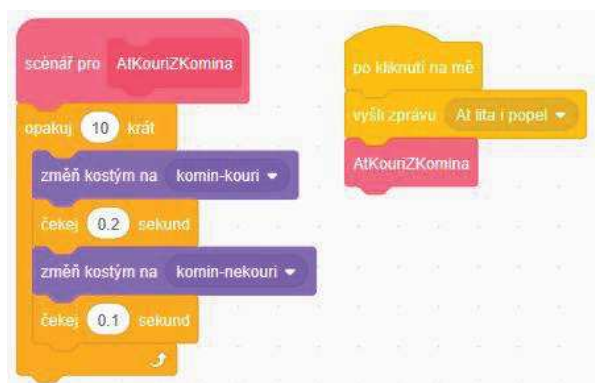 scénář pro AtKouriZKomina
opakuj 10 krát
změň kostým na komin-kouri
čekej 0.2 sekund
změň kostým na komin-nekouri
čekej 0.1 sekund
po kliknutí na mě
vyšli zprávu At lita i popel
AtKouriZKomina